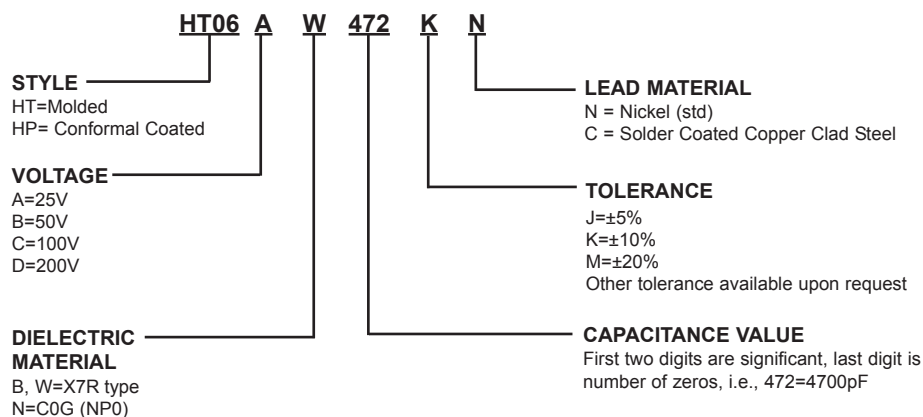 HT06 A W 472 K N
STYLE
HT=Molded
HP= Conformal Coated
VOLTAGE
A=25V
B=50V
C=100V
D=200V
DIELECTRIC
MATERIAL
B, W=X7R type
N=C0G (NP0)
LEAD MATERIAL
N = Nickel (std)
C = Solder Coated Copper Clad Steel
TOLERANCE
J=±5%
K=±10%
M=±20%
Other tolerance available upon request
CAPACITANCE VALUE
First two digits are significant, last digit is
number of zeros, i.e., 472=4700pF